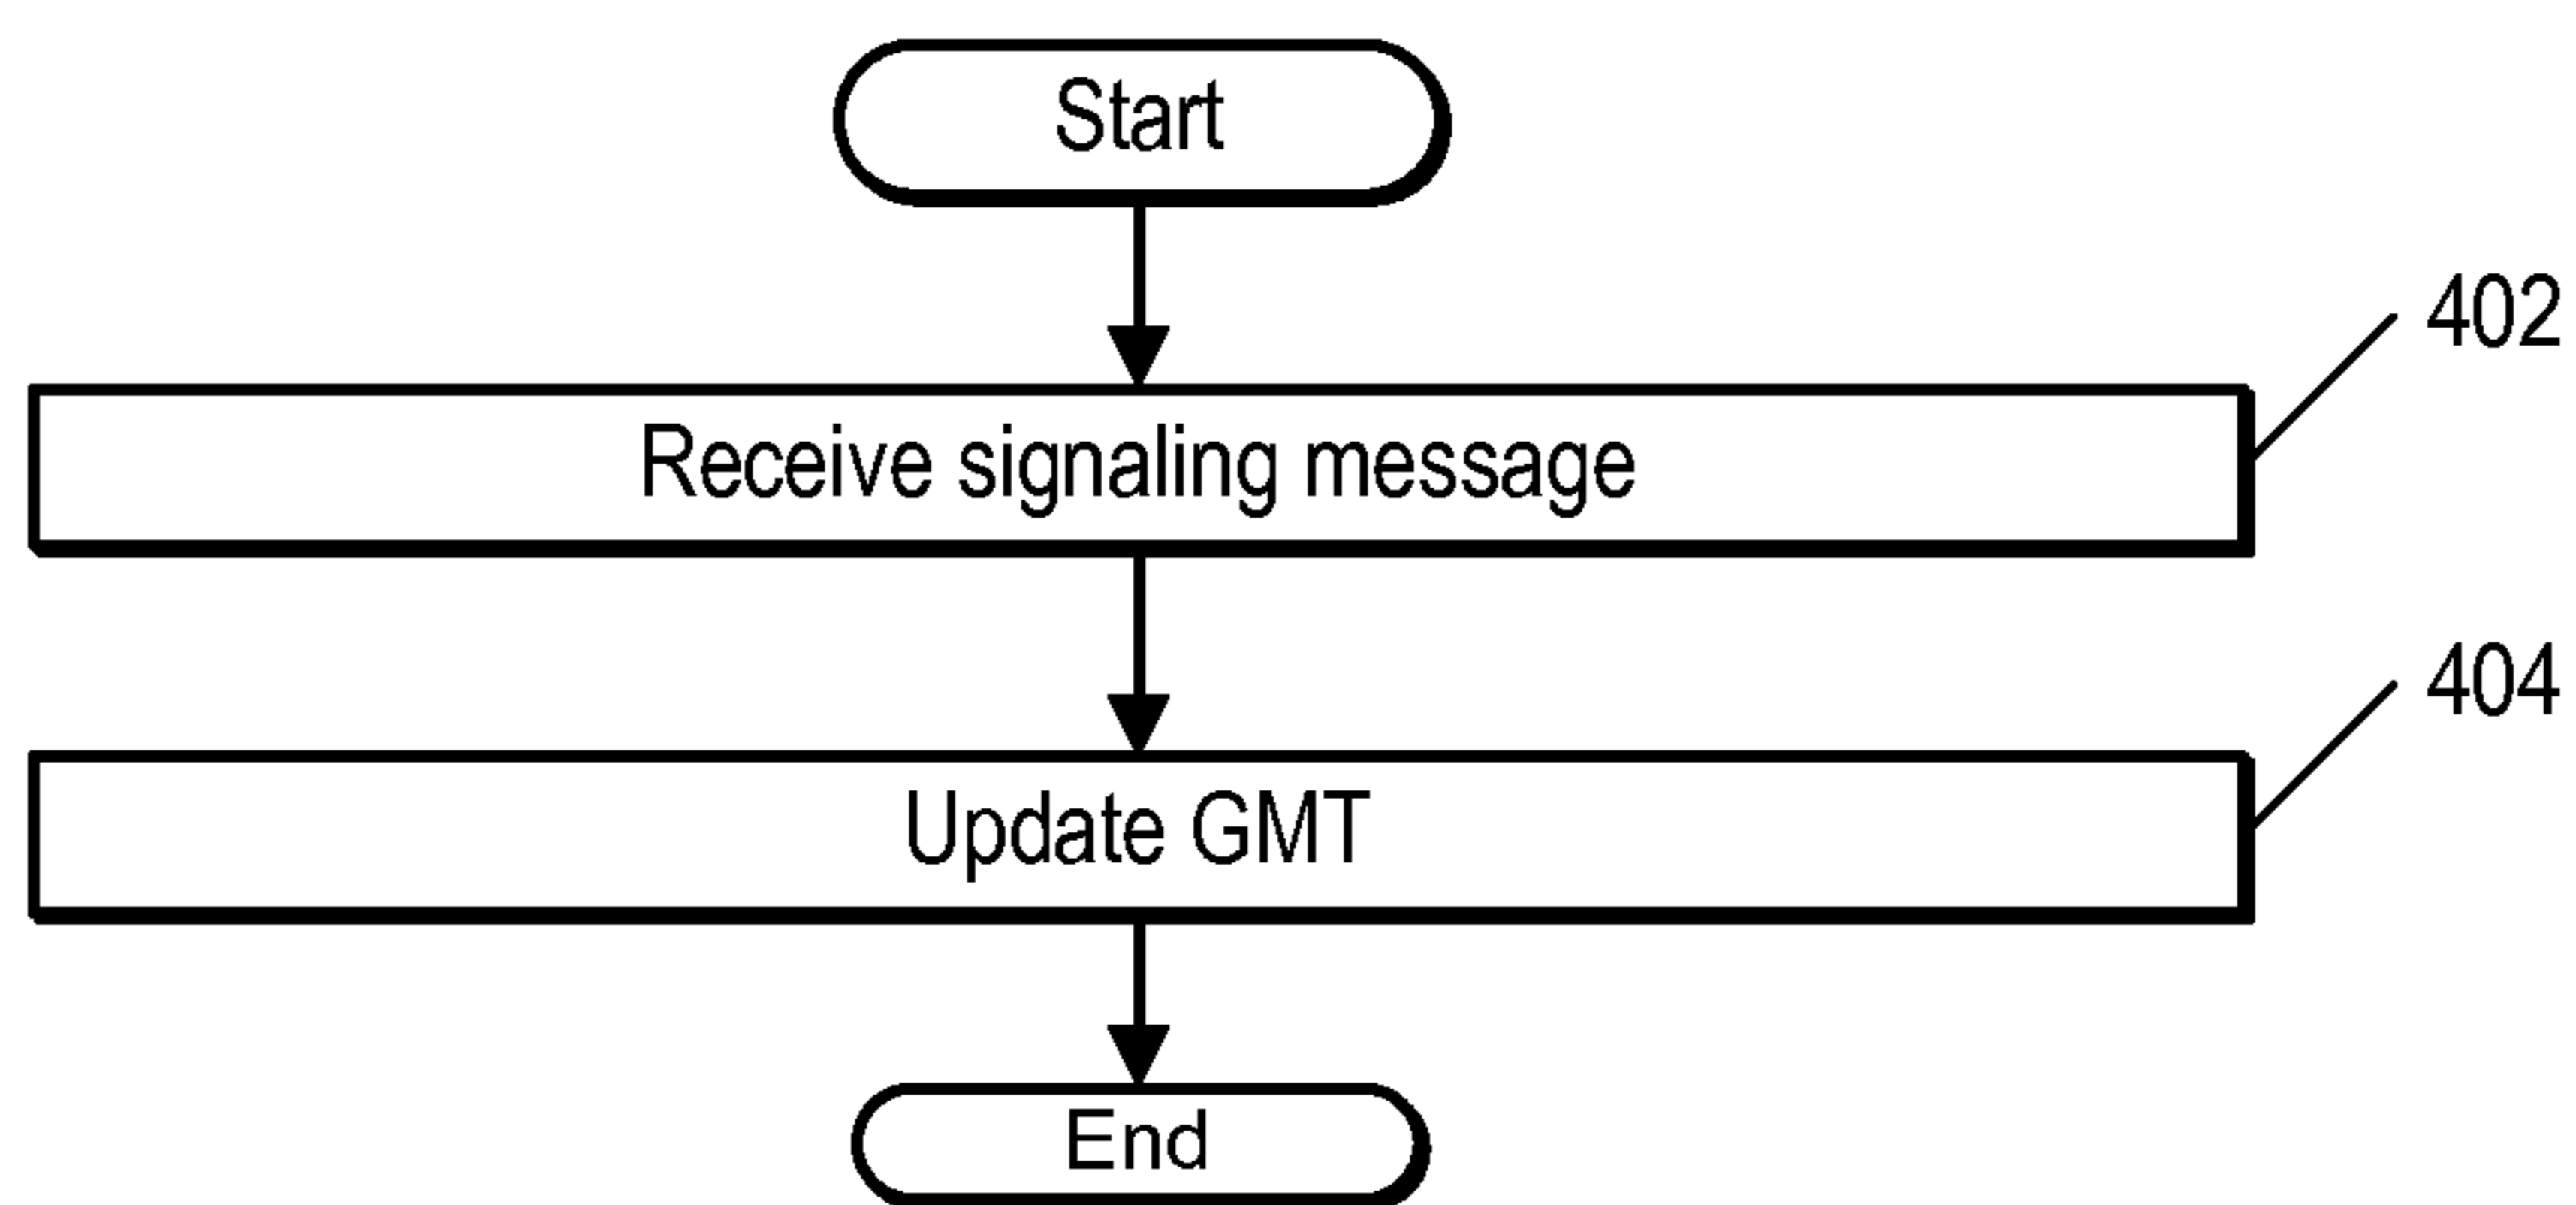 Start
402
Receive signaling message
404
Update GMT
End